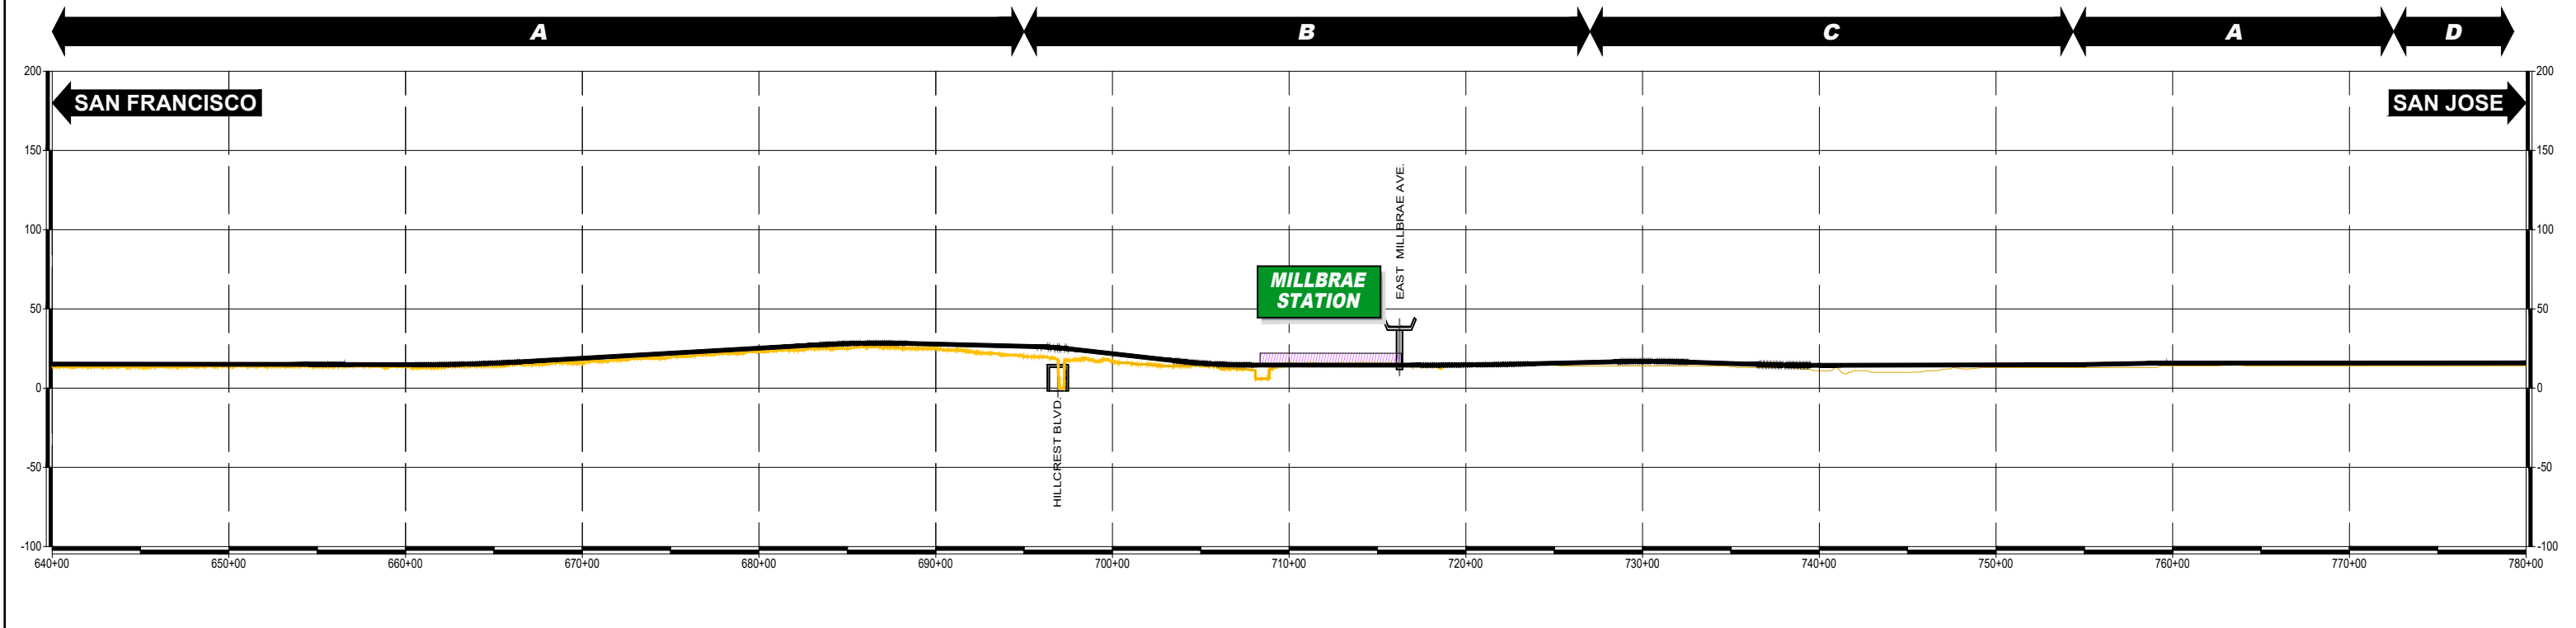 A B C A D
200 200
SAN FRANCISCO SAN JOSE
150 150
EAST MILLBRAE AVE.
100 100
MILLBRAE
STATION
50 50
0 0
HILLCREST BLVD.
-50 -50
-100 -100
640+00 650+00 660+00 670+00 680+00 690+00 700+00 710+00 720+00 730+00 740+00 750+00 760+00 770+00 780+00